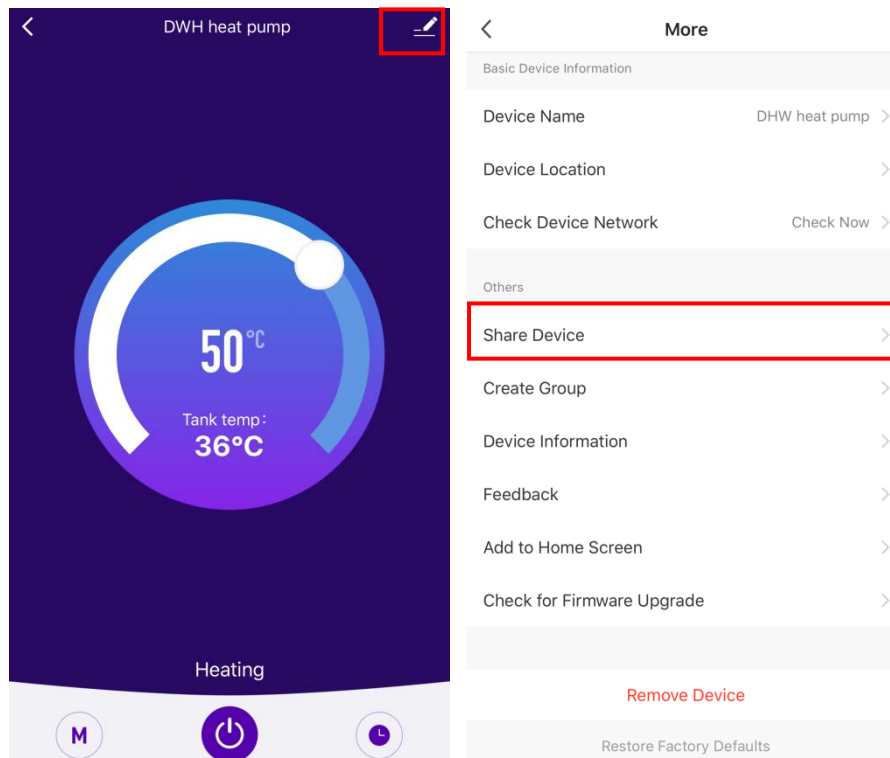 DWH heat pump
50°C
Tank temp:
36°C
Heating
M
More
Basic Device Information
Device Name DHW heat pump
Device Location
Check Device Network Check Now
Others
Share Device
Create Group
Device Information
Feedback
Add to Home Screen
Check for Firmware Upgrade
Remove Device
Restore Factory Defaults